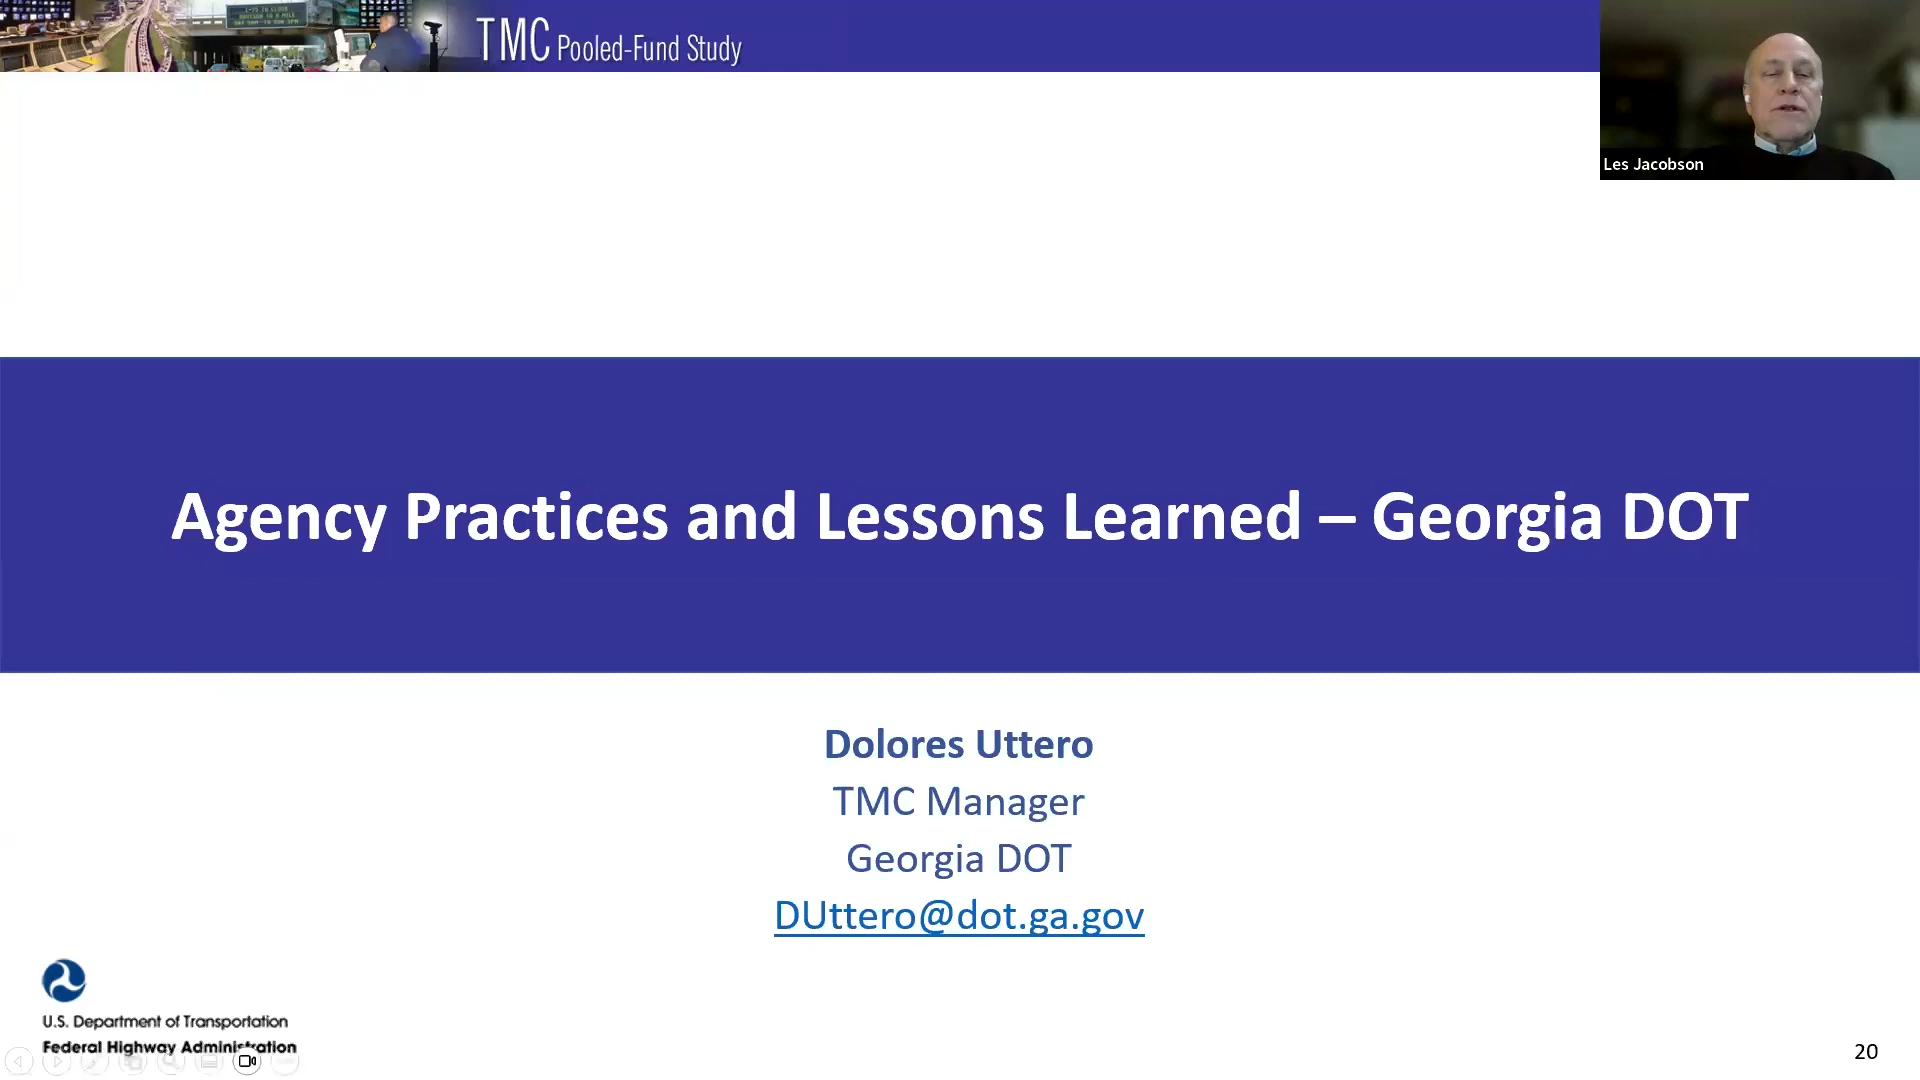 TMC Pooled-Fund Study
Les Jacobson
Agency Practices and Lessons Learned – Georgia DOT
Dolores Uttero
TMC Manager
Georgia DOT
DUttero@dot.ga.gov
U.S. Department of Transportation
Federal Highway Administration
20